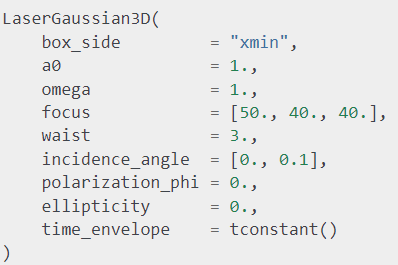 LaserGaussian3D(
    box_side         = "xmin",
    a0               = 1.,
    omega            = 1.,
    focus            = [50., 40., 40.],
    waist            = 3.,
    incidence_angle  = [0., 0.1],
    polarization_phi = 0.,
    ellipticity      = 0.,
    time_envelope    = tconstant()
)